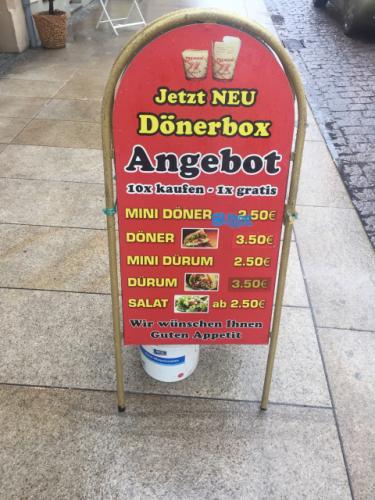 Jetzt NEU
Dönerbox
Angebot
10x kaufen - 1x gratis
MINI DÖNER 2.50€
DÖNER 3.50€
MINI DÜRUM 2.50€
DÜRUM 3.50€
SALAT ab 2.50€
Wir wünschen Ihnen
Guten Appetit